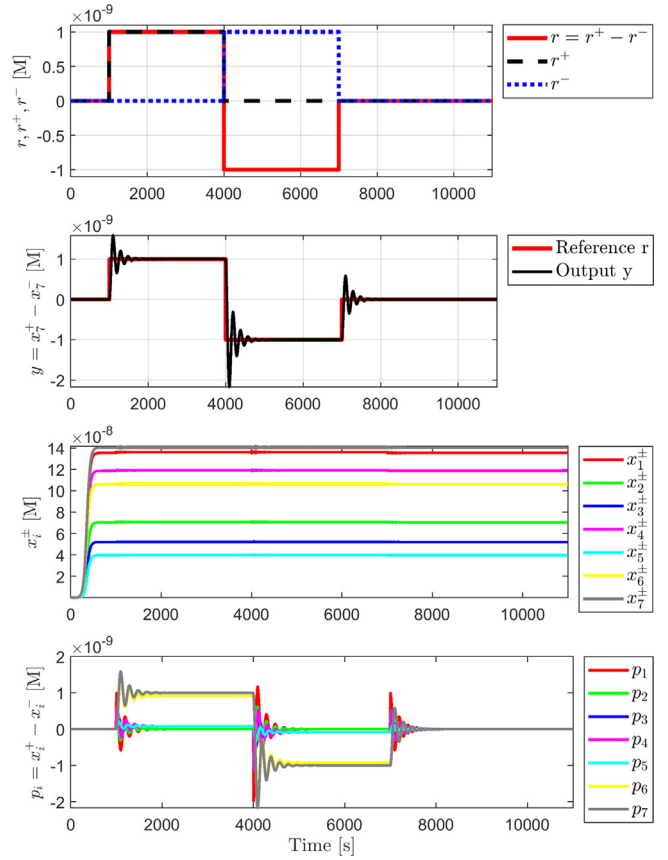 ×10⁻⁹
1
0.5
0
-0.5
-1
r, r⁺, r⁻ [M]
0 2000 4000 6000 8000 10000
r = r⁺ − r⁻
r⁺
r⁻
×10⁻⁹
1
0
-1
-2
y = x₇⁺ − x₇⁻ [M]
0 2000 4000 6000 8000 10000
Reference r
Output y
×10⁻⁸
14
12
10
8
6
4
2
xᵢ± [M]
0 2000 4000 6000 8000 10000
x₁±
x₂±
x₃±
x₄±
x₅±
x₆±
x₇±
×10⁻⁹
2
1
0
-1
-2
pᵢ = xᵢ⁺ − xᵢ⁻ [M]
0 2000 4000 6000 8000 10000
Time [s]
p₁
p₂
p₃
p₄
p₅
p₆
p₇